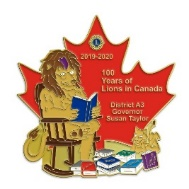 2019-2020
100
Years of
Lions in Canada
District A3
Governor
Susan Taylor